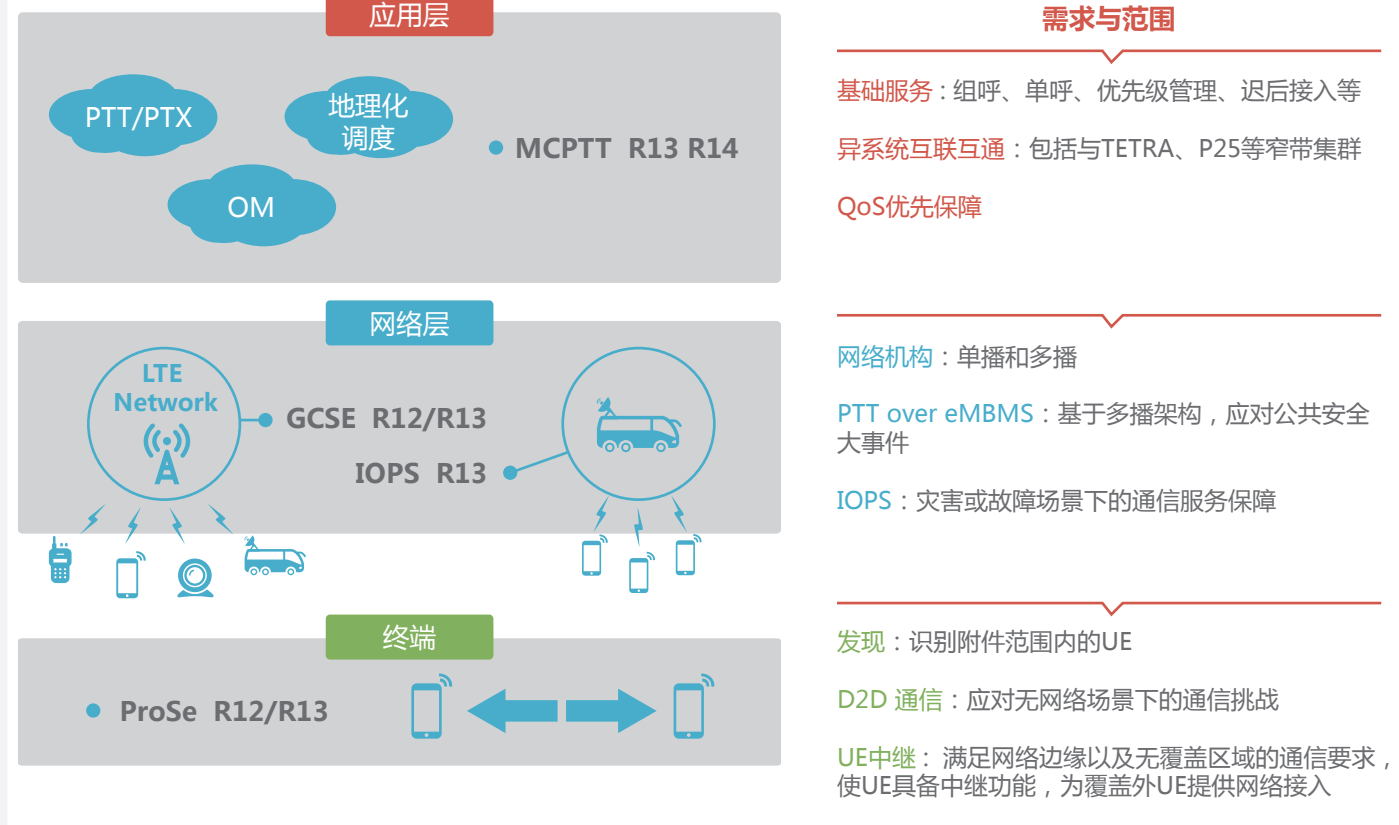 应用层
PTT/PTX
地理化
调度
OM
MCPTT R13 R14
需求与范围
基础服务：组呼、单呼、优先级管理、迟后接入等
异系统互联互通：包括与TETRA、P25等窄带集群
QoS优先保障
网络层
LTE
Network
GCSE R12/R13
IOPS R13
网络机构：单播和多播
PTT over eMBMS：基于多播架构，应对公共安全
大事件
IOPS：灾害或故障场景下的通信服务保障
终端
ProSe R12/R13
发现：识别附件范围内的UE
D2D 通信：应对无网络场景下的通信挑战
UE中继： 满足网络边缘以及无覆盖区域的通信要求，
使UE具备中继功能，为覆盖外UE提供网络接入